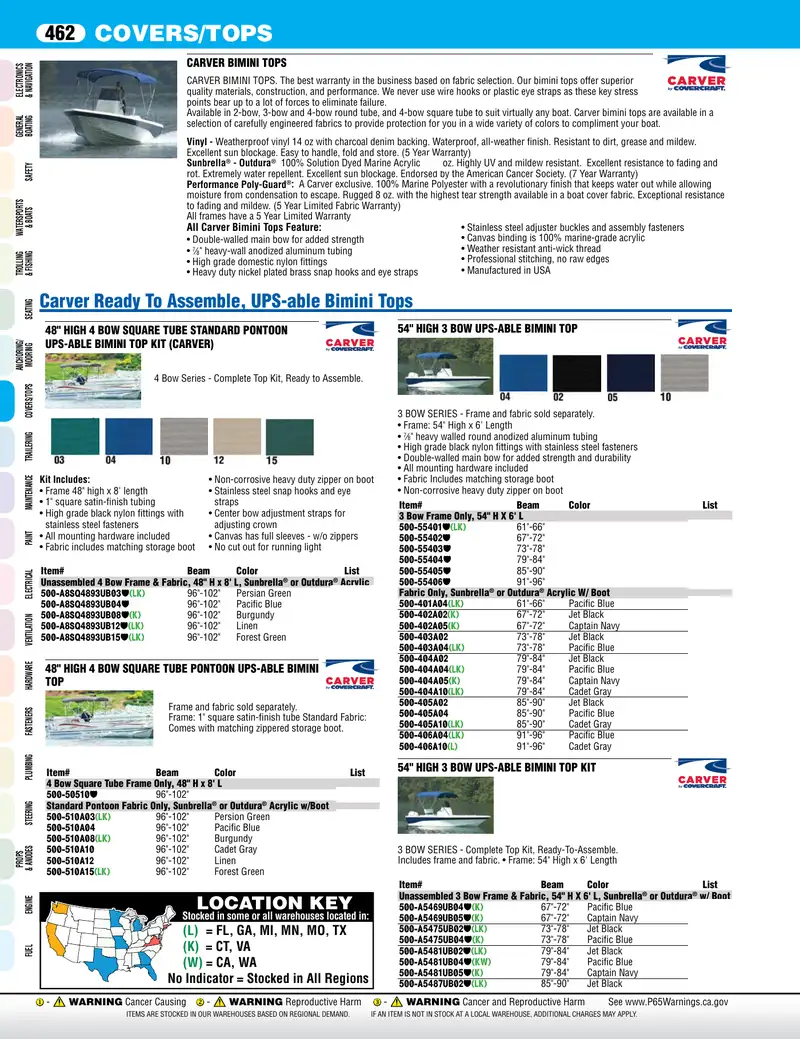 462 COVERS/TOPS
ELECTRONICS & NAVIGATION
GENERAL BOATING
SAFETY
WATERSPORTS & BOATS
TROLLING & FISHING
SEATING
ANCHORING/ MOORING
COVERS/TOPS
TRAILERING
MAINTENANCE
PAINT
ELECTRICAL
VENTILATION
HARDWARE
FASTENERS
PLUMBING
STEERING
PROPS & ANODES
ENGINE
FUEL
CARVER BIMINI TOPS
CARVER by COVERCRAFT
CARVER BIMINI TOPS. The best warranty in the business based on fabric selection. Our bimini tops offer superior
quality materials, construction, and performance. We never use wire hooks or plastic eye straps as these key stress
points bear up to a lot of forces to eliminate failure.
Available in 2-bow, 3-bow and 4-bow round tube, and 4-bow square tube to suit virtually any boat. Carver bimini tops are available in a
selection of carefully engineered fabrics to provide protection for you in a wide variety of colors to compliment your boat.
Vinyl - Weatherproof vinyl 14 oz with charcoal denim backing. Waterproof, all-weather finish. Resistant to dirt, grease and mildew.
Excellent sun blockage. Easy to handle, fold and store. (5 Year Warranty)
Sunbrella® - Outdura® 100% Solution Dyed Marine Acrylic oz. Highly UV and mildew resistant. Excellent resistance to fading and
rot. Extremely water repellent. Excellent sun blockage. Endorsed by the American Cancer Society. (7 Year Warranty)
Performance Poly-Guard®: A Carver exclusive. 100% Marine Polyester with a revolutionary finish that keeps water out while allowing
moisture from condensation to escape. Rugged 8 oz. with the highest tear strength available in a boat cover fabric. Exceptional resistance
to fading and mildew. (5 Year Limited Fabric Warranty)
All frames have a 5 Year Limited Warranty
All Carver Bimini Tops Feature:
• Double-walled main bow for added strength
• ⅞" heavy-wall anodized aluminum tubing
• High grade domestic nylon fittings
• Heavy duty nickel plated brass snap hooks and eye straps
• Stainless steel adjuster buckles and assembly fasteners
• Canvas binding is 100% marine-grade acrylic
• Weather resistant anti-wick thread
• Professional stitching, no raw edges
• Manufactured in USA
Carver Ready To Assemble, UPS-able Bimini Tops
48" HIGH 4 BOW SQUARE TUBE STANDARD PONTOON
UPS-ABLE BIMINI TOP KIT (CARVER)
CARVER by COVERCRAFT
4 Bow Series - Complete Top Kit, Ready to Assemble.
03 04 10 12 15
Kit Includes:
• Frame 48" high x 8' length
• 1" square satin-finish tubing
• High grade black nylon fittings with
stainless steel fasteners
• All mounting hardware included
• Fabric includes matching storage boot
• Non-corrosive heavy duty zipper on boot
• Stainless steel snap hooks and eye
straps
• Center bow adjustment straps for
adjusting crown
• Canvas has full sleeves - w/o zippers
• No cut out for running light
Item# Beam Color List
Unassembled 4 Bow Frame & Fabric, 48" H x 8' L, Sunbrella® or Outdura® Acrylic
500-A8SQ4893UB03(LK) 96"-102" Persian Green
500-A8SQ4893UB04 96"-102" Pacific Blue
500-A8SQ4893UB08(K) 96"-102" Burgundy
500-A8SQ4893UB12(LK) 96"-102" Linen
500-A8SQ4893UB15(LK) 96"-102" Forest Green
48" HIGH 4 BOW SQUARE TUBE PONTOON UPS-ABLE BIMINI
TOP
CARVER by COVERCRAFT
Frame and fabric sold separately.
Frame: 1" square satin-finish tube Standard Fabric:
Comes with matching zippered storage boot.
Item# Beam Color List
4 Bow Square Tube Frame Only, 48" H x 8' L
500-50510 96"-102"
Standard Pontoon Fabric Only, Sunbrella® or Outdura® Acrylic w/Boot
500-510A03(LK) 96"-102" Persion Green
500-510A04 96"-102" Pacific Blue
500-510A08(LK) 96"-102" Burgundy
500-510A10 96"-102" Cadet Gray
500-510A12 96"-102" Linen
500-510A15(LK) 96"-102" Forest Green
LOCATION KEY
Stocked in some or all warehouses located in:
(L) = FL, GA, MI, MN, MO, TX
(K) = CT, VA
(W) = CA, WA
No Indicator = Stocked in All Regions
54" HIGH 3 BOW UPS-ABLE BIMINI TOP
CARVER by COVERCRAFT
04 02 05 10
3 BOW SERIES - Frame and fabric sold separately.
• Frame: 54" High x 6' Length
• ⅞" heavy walled round anodized aluminum tubing
• High grade black nylon fittings with stainless steel fasteners
• Double-walled main bow for added strength and durability
• All mounting hardware included
• Fabric Includes matching storage boot
• Non-corrosive heavy duty zipper on boot
Item# Beam Color List
3 Bow Frame Only, 54" H X 6' L
500-55401(LK) 61"-66"
500-55402 67"-72"
500-55403 73"-78"
500-55404 79"-84"
500-55405 85"-90"
500-55406 91"-96"
Fabric Only, Sunbrella® or Outdura® Acrylic W/ Boot
500-401A04(LK) 61"-66" Pacific Blue
500-402A02(K) 67"-72" Jet Black
500-402A05(K) 67"-72" Captain Navy
500-403A02 73"-78" Jet Black
500-403A04(LK) 73"-78" Pacific Blue
500-404A02 79"-84" Jet Black
500-404A04(LK) 79"-84" Pacific Blue
500-404A05(K) 79"-84" Captain Navy
500-404A10(LK) 79"-84" Cadet Gray
500-405A02 85"-90" Jet Black
500-405A04 85"-90" Pacific Blue
500-405A10(LK) 85"-90" Cadet Gray
500-406A04(LK) 91"-96" Pacific Blue
500-406A10(L) 91"-96" Cadet Gray
54" HIGH 3 BOW UPS-ABLE BIMINI TOP KIT
CARVER by COVERCRAFT
3 BOW SERIES - Complete Top Kit, Ready-To-Assemble.
Includes frame and fabric. • Frame: 54" High x 6' Length
Item# Beam Color List
Unassembled 3 Bow Frame & Fabric, 54" H X 6' L, Sunbrella® or Outdura® w/ Boot
500-A5469UB04(K) 67"-72" Pacific Blue
500-A5469UB05(K) 67"-72" Captain Navy
500-A5475UB02(LK) 73"-78" Jet Black
500-A5475UB04(K) 73"-78" Pacific Blue
500-A5481UB02(LK) 79"-84" Jet Black
500-A5481UB04(KW) 79"-84" Pacific Blue
500-A5481UB05(K) 79"-84" Captain Navy
500-A5487UB02(LK) 85"-90" Jet Black
① - WARNING Cancer Causing ② - WARNING Reproductive Harm ③ - WARNING Cancer and Reproductive Harm See www.P65Warnings.ca.gov
ITEMS ARE STOCKED IN OUR WAREHOUSES BASED ON REGIONAL DEMAND. IF AN ITEM IS NOT IN STOCK AT A LOCAL WAREHOUSE, ADDITIONAL CHARGES MAY APPLY.